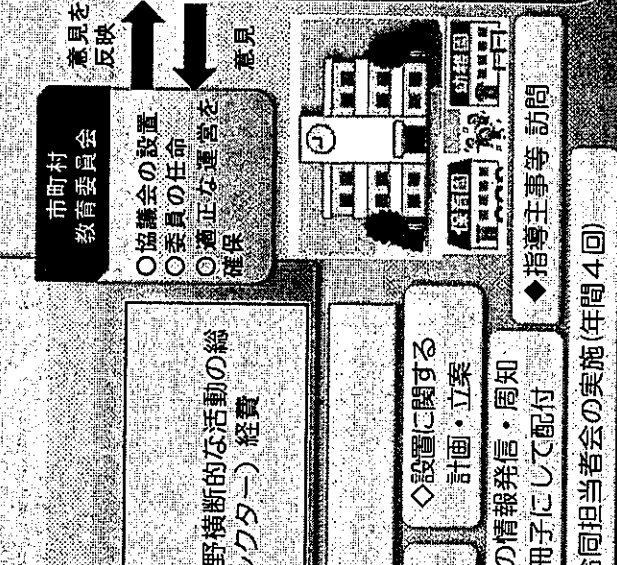 市町村
教育委員会
○協議会の設置
○委員の任命
○適正な運営を
確保
意見を
反映
意見
野横断的な活動の総
クター）経費
保育園
幼稚園
◇設置に関する
計画・立案
◆指導主事等 訪問
の情報発信・周知
冊子にして配付
同担当者会の実施(年間4回)